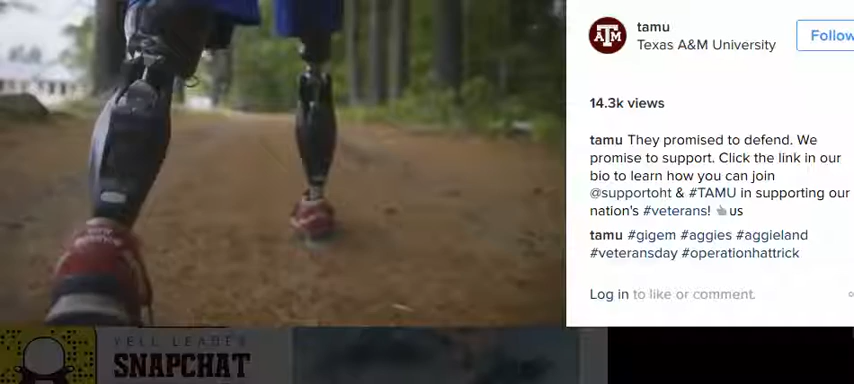 tamu
Texas A&M University
Follow
14.3k views
tamu They promised to defend. We
promise to support. Click the link in our
bio to learn how you can join
@supportoht & #TAMU in supporting our
nation's #veterans! 👍🏼us
tamu #gigem #aggies #aggieland
#veteransday #operationhattrick
Log in to like or comment.
YELL LEADER
SNAPCHAT